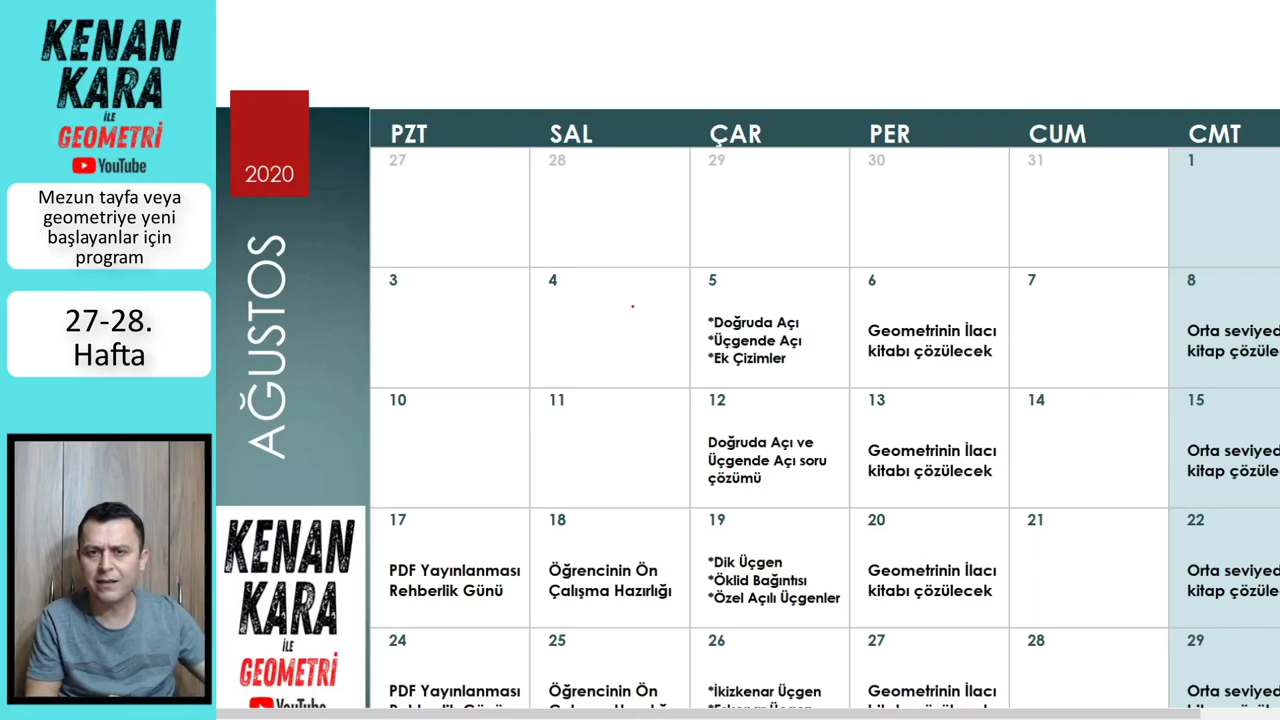 KENAN
KARA
İLE
GEOMETRİ
YouTube
Mezun tayfa veya
geometriye yeni
başlayanlar için
program
27-28.
Hafta
2020
AĞUSTOS
KENAN
KARA
İLE
GEOMETRİ
PZT SAL ÇAR PER CUM CMT
27 28 29 30 31 1
3 4 5 6 7 8
*Doğruda Açı
*Üçgende Açı
*Ek Çizimler
Geometrinin İlacı
kitabı çözülecek
Orta seviyed
kitap çözüle
10 11 12 13 14 15
Doğruda Açı ve
Üçgende Açı soru
çözümü
Geometrinin İlacı
kitabı çözülecek
Orta seviyed
kitap çözüle
17 18 19 20 21 22
PDF Yayınlanması
Rehberlik Günü
Öğrencinin Ön
Çalışma Hazırlığı
*Dik Üçgen
*Öklid Bağıntısı
*Özel Açılı Üçgenler
Geometrinin İlacı
kitabı çözülecek
Orta seviyed
kitap çözüle
24 25 26 27 28 29
PDF Yayınlanması
Öğrencinin Ön
*İkizkenar Üçgen
Geometrinin İlacı
Orta seviyed